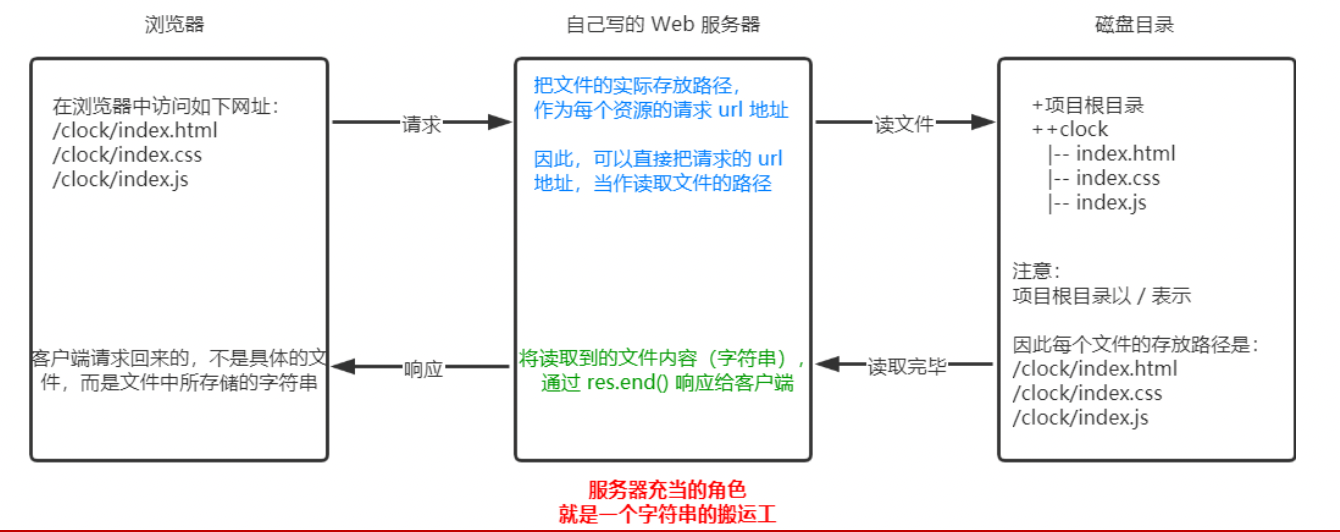 浏览器
自己写的 Web 服务器
磁盘目录
在浏览器中访问如下网址：
/clock/index.html
/clock/index.css
/clock/index.js
请求
把文件的实际存放路径，
作为每个资源的请求 url 地址
因此，可以直接把请求的 url
地址，当作读取文件的路径
读文件
+项目根目录
++clock
|-- index.html
|-- index.css
|-- index.js
注意：
项目根目录以 / 表示
因此每个文件的存放路径是：
/clock/index.html
/clock/index.css
/clock/index.js
读取完毕
将读取到的文件内容（字符串），
通过 res.end() 响应给客户端
响应
客户端请求回来的，不是具体的文
件，而是文件中所存储的字符串
服务器充当的角色
就是一个字符串的搬运工